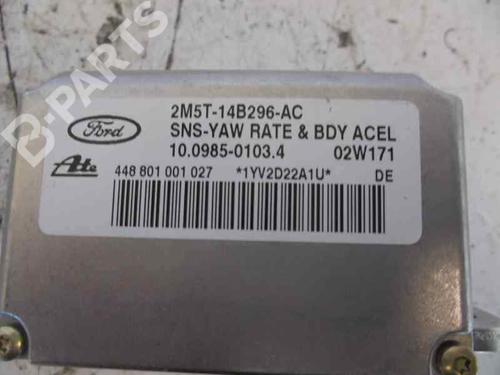 B-PARTS
Ford
2M5T-14B296-AC
SNS-YAW RATE & BDY ACEL
Ate
10.0985-0103.4 02W171
448 801 001 027 *1YV2D22A1U* DE